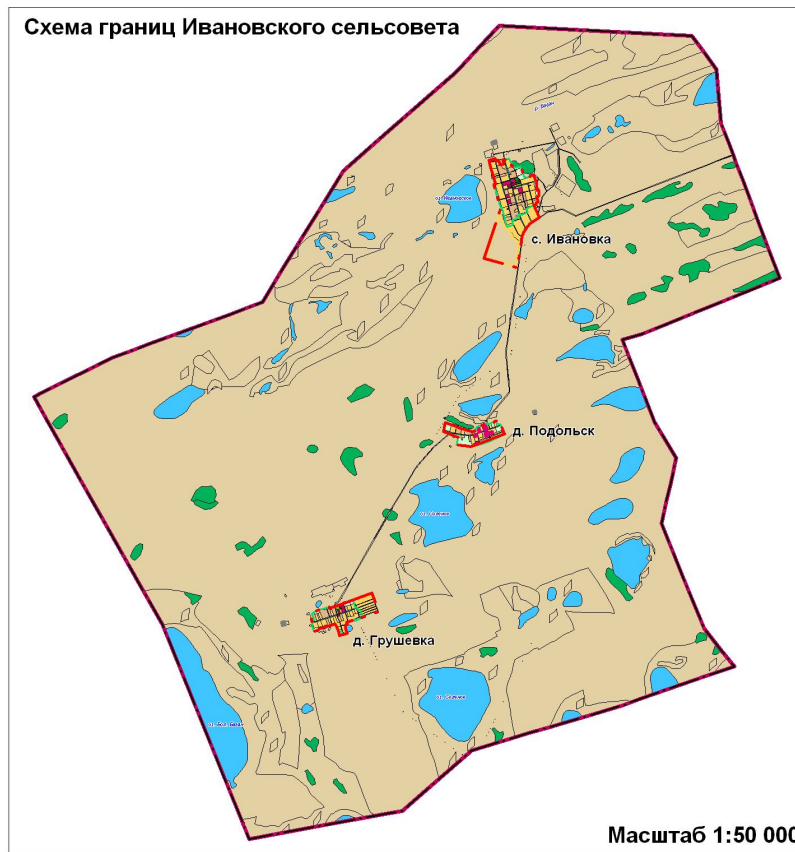 Схема границ Ивановского сельсовета
с. Ивановка
д. Подольск
д. Грушевка
Масштаб 1:50 000